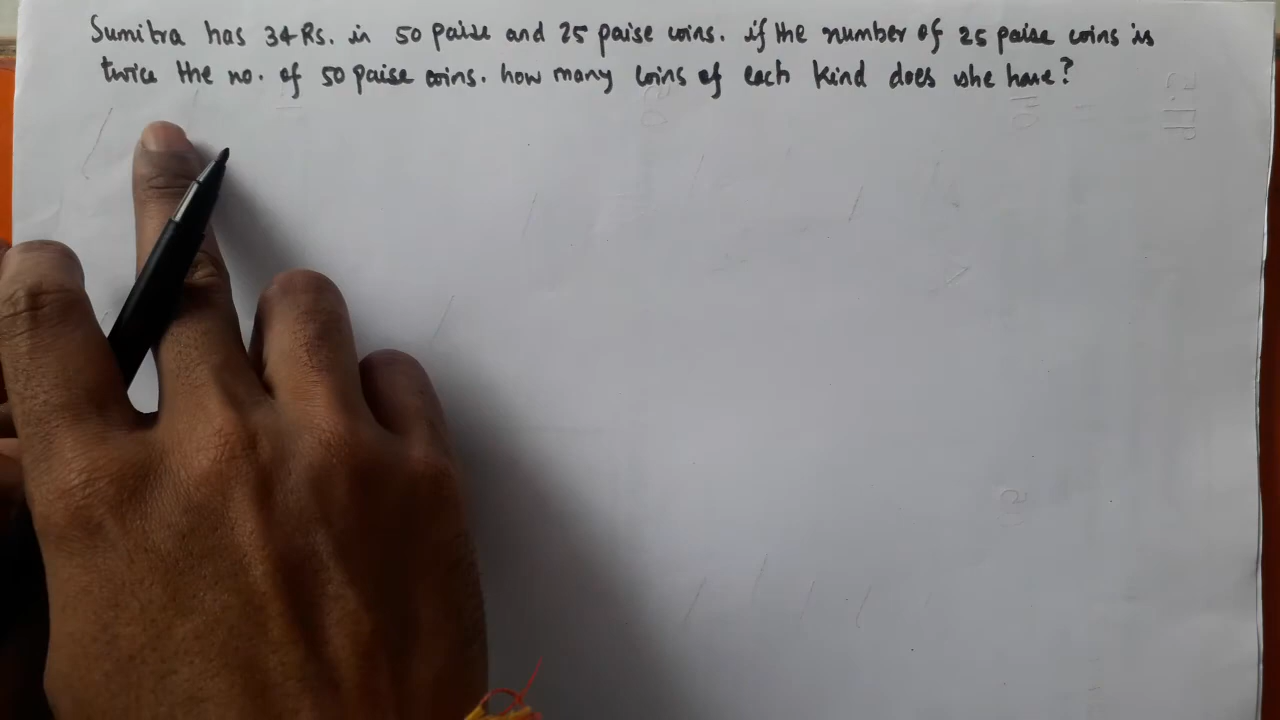 Sumitra has 34 Rs. in 50 paise and 25 paise coins. if the number of 25 paise coins is
twice the no. of 50 paise coins. how many coins of each kind does she have?